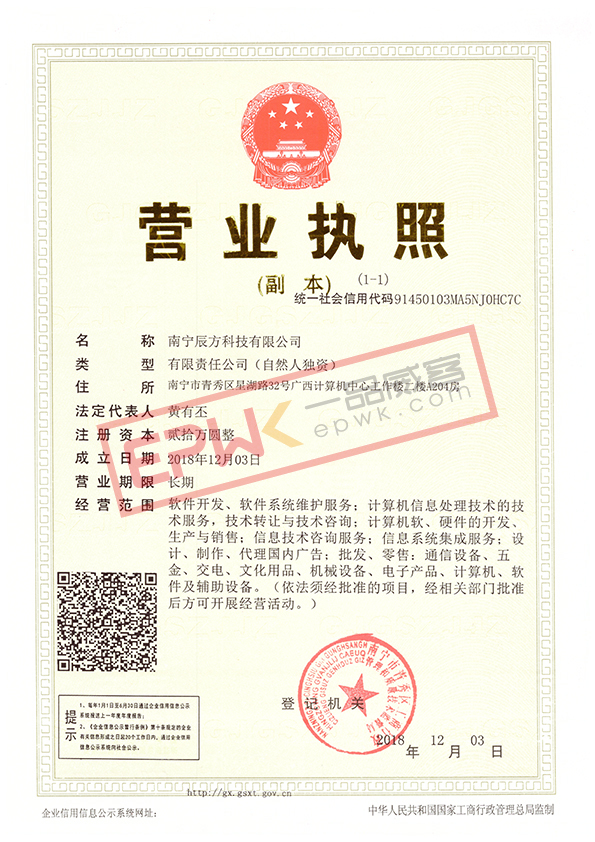 营业执照
(副 本) (1-1)
统一社会信用代码91450103MA5NJ0HC7C
名 称 南宁辰方科技有限公司
类 型 有限责任公司（自然人独资）
住 所 南宁市青秀区星湖路32号广西计算机中心工作楼二楼A204房
法定代表人 黄有丕
注册资本 贰拾万圆整
成立日期 2018年12月03日
营业期限 长期
经营范围 软件开发、软件系统维护服务；计算机信息处理技术的技
术服务，技术转让与技术咨询；计算机软、硬件的开发、
生产与销售；信息技术咨询服务；信息系统集成服务；设
计、制作、代理国内广告；批发、零售：通信设备、五
金、交电、文化用品、机械设备、电子产品、计算机、软件
及辅助设备。（依法须经批准的项目，经相关部门批准
后方可开展经营活动。）
EPWK 一品威客
epwk.com
登记机关
2018年 12月 03日
提示
1、每年1月1日至6月30日通过企业信用信息公示
系统报送上一年度年度报告；
2、《企业信息公示暂行条例》第十条规定的企业
有关信息形成之日起20个工作日内，通过企业信用
信息公示系统向社会公示。
http://gx.gsxt.gov.cn
企业信用信息公示系统网址：
中华人民共和国国家工商行政管理总局监制